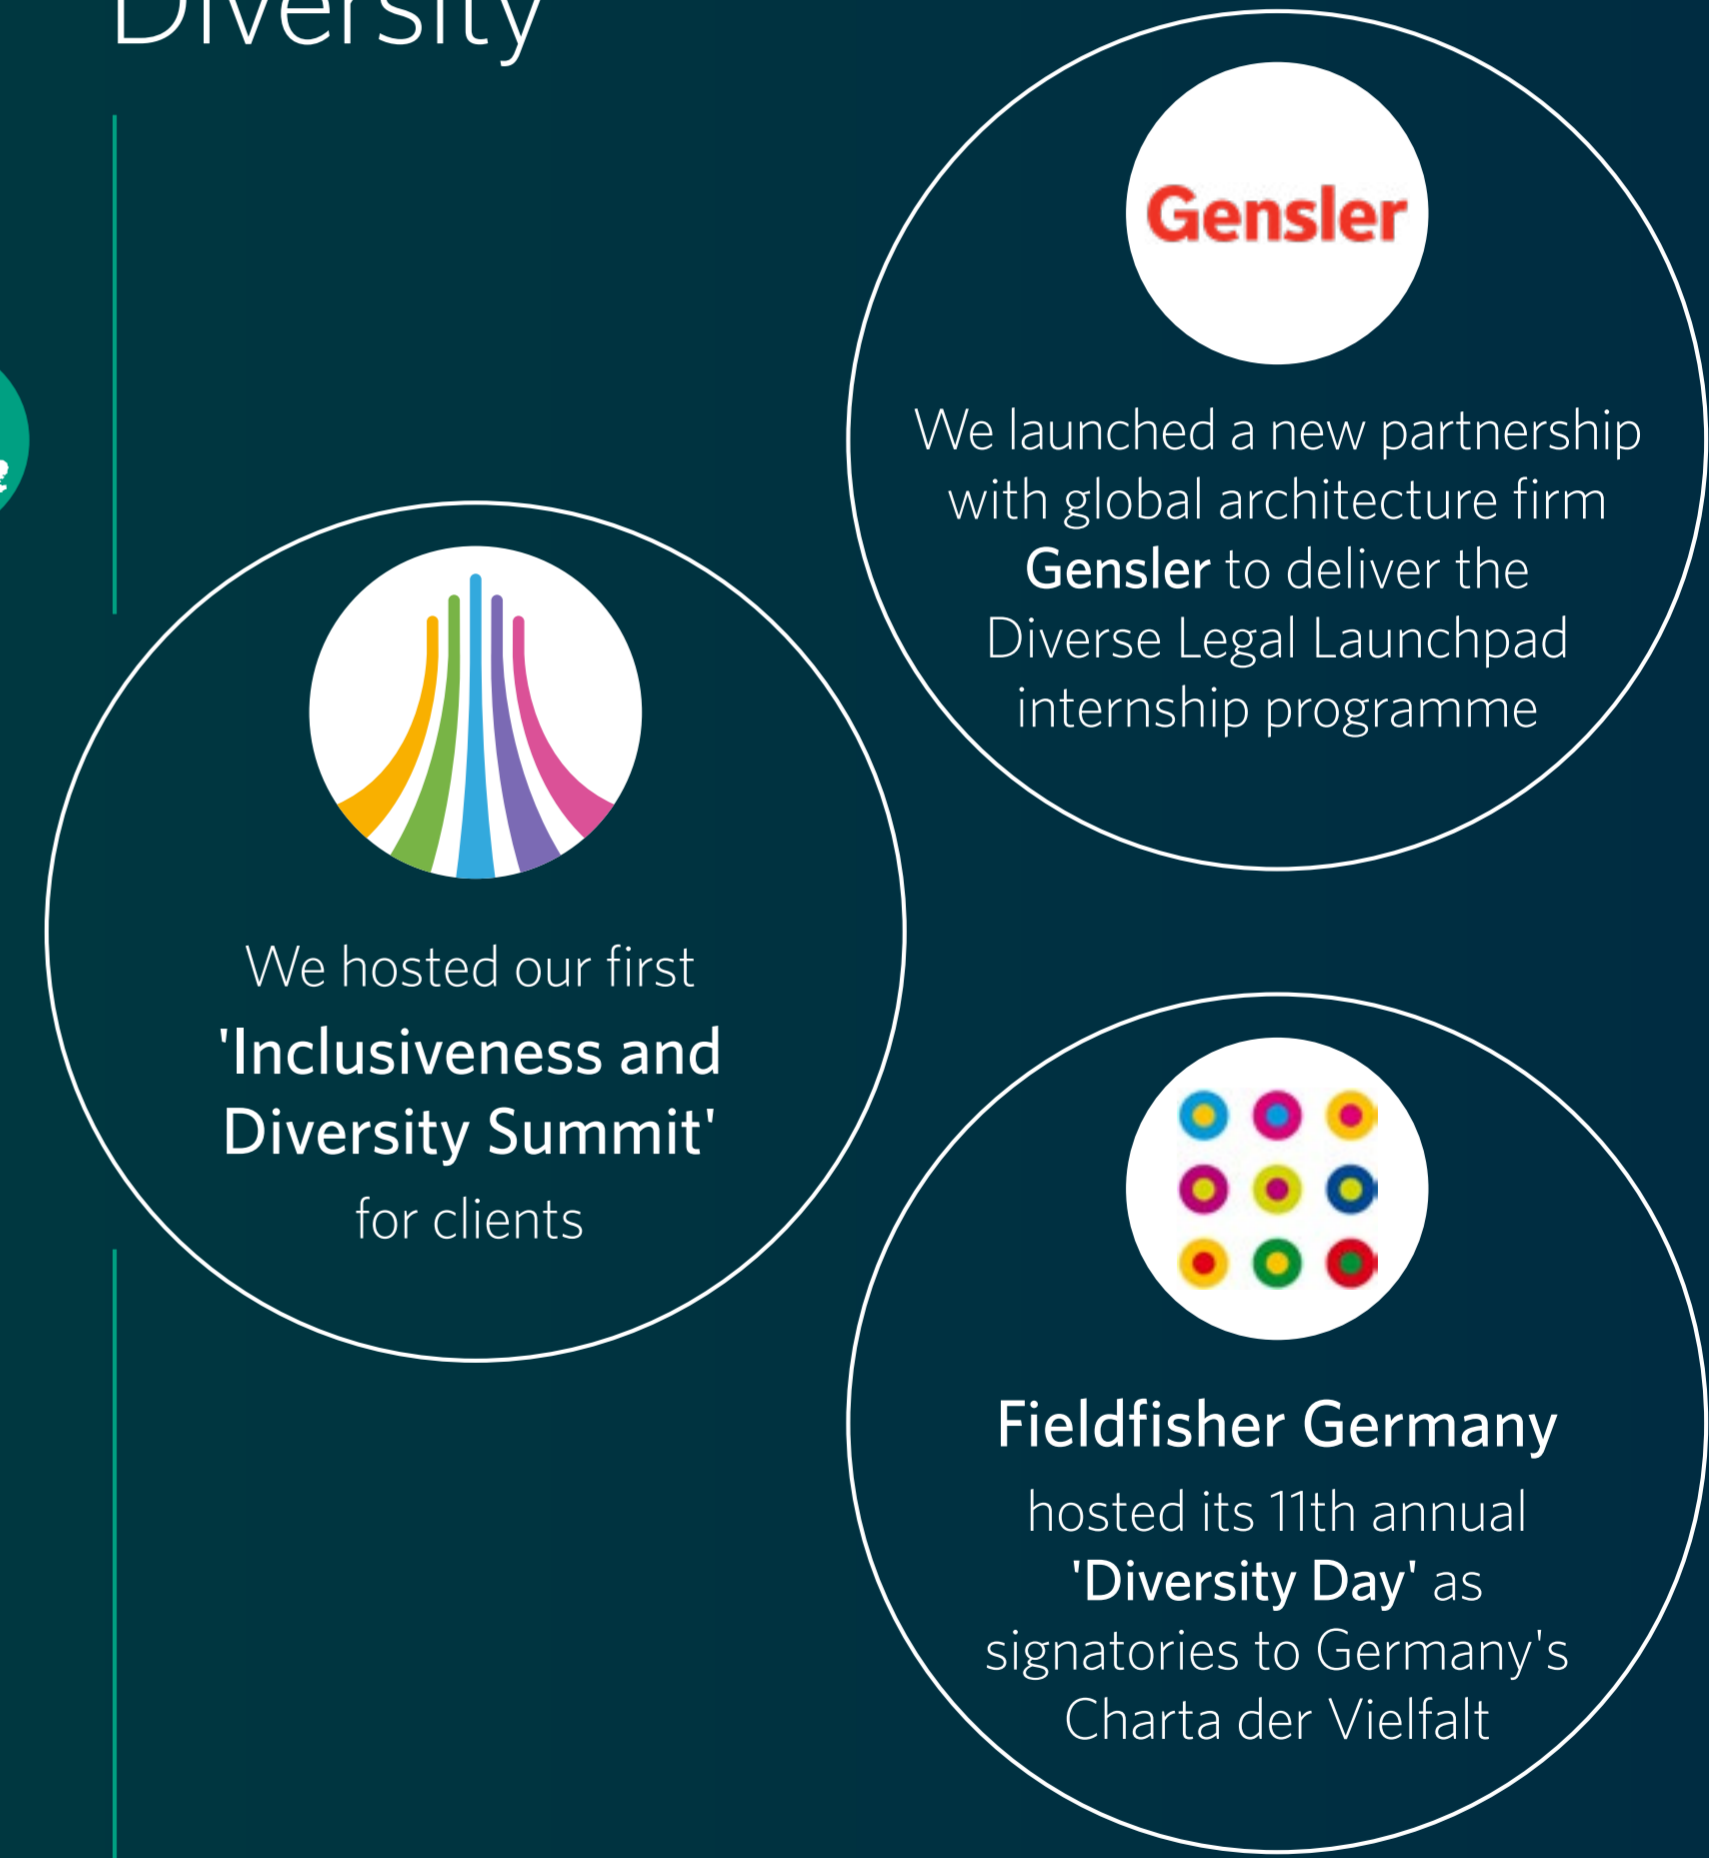 Diversity
Gensler
We launched a new partnership
with global architecture firm
Gensler to deliver the
Diverse Legal Launchpad
internship programme
We hosted our first
'Inclusiveness and
Diversity Summit'
for clients
Fieldfisher Germany
hosted its 11th annual
'Diversity Day' as
signatories to Germany's
Charta der Vielfalt